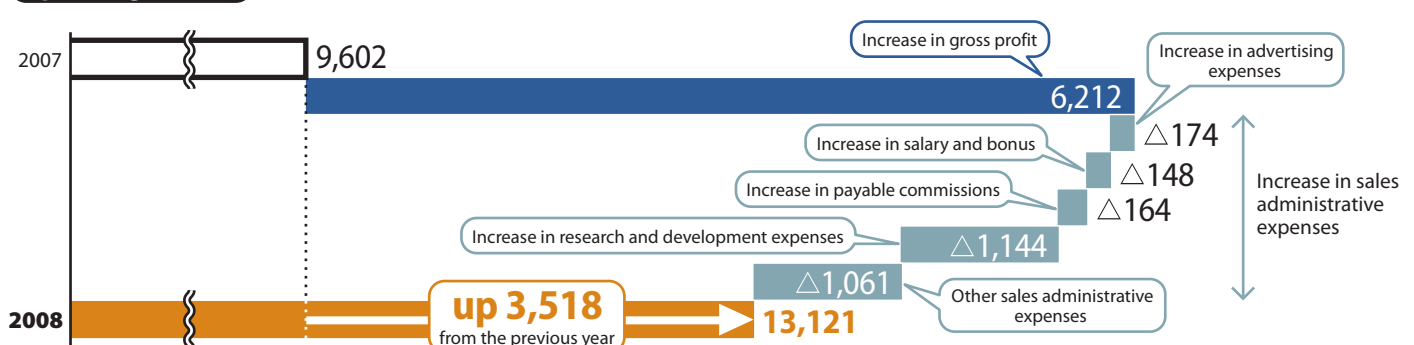 2007
9,602
Increase in gross profit
Increase in advertising
expenses
6,212
△174
Increase in salary and bonus
△148
Increase in payable commissions
△164
Increase in sales
administrative
expenses
Increase in research and development expenses
△1,144
△1,061
Other sales administrative
expenses
2008
up 3,518
from the previous year
13,121